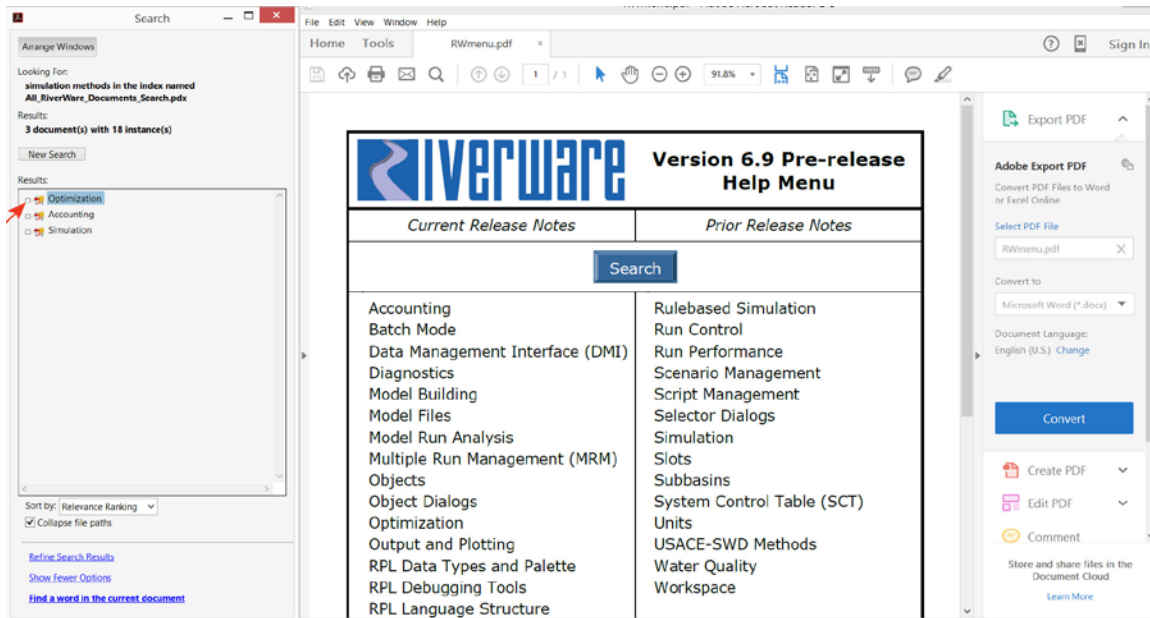 Search
Arrange Windows
Looking For:
simulation methods in the index named
All_RiverWare_Documents_Search.pdx
Results:
3 document(s) with 18 instance(s)
New Search
Results:
Optimization
Accounting
Simulation
Sort by: Relevance Ranking
Collapse file paths
Refine Search Results
Show Fewer Options
Find a word in the current document
File Edit View Window Help
Home Tools RWmenu.pdf ×
Sign In
1 / 1 91.8%
RIVERWARE
Version 6.9 Pre-release
Help Menu
Current Release Notes
Prior Release Notes
Search
Accounting
Batch Mode
Data Management Interface (DMI)
Diagnostics
Model Building
Model Files
Model Run Analysis
Multiple Run Management (MRM)
Objects
Object Dialogs
Optimization
Output and Plotting
RPL Data Types and Palette
RPL Debugging Tools
RPL Language Structure
Rulebased Simulation
Run Control
Run Performance
Scenario Management
Script Management
Selector Dialogs
Simulation
Slots
Subbasins
System Control Table (SCT)
Units
USACE-SWD Methods
Water Quality
Workspace
Export PDF
Adobe Export PDF
Convert PDF Files to Word
or Excel Online
Select PDF File
RWmenu.pdf
Convert to
Microsoft Word (*.docx)
Document Language:
English (U.S.) Change
Convert
Create PDF
Edit PDF
Comment
Store and share files in the
Document Cloud
Learn More